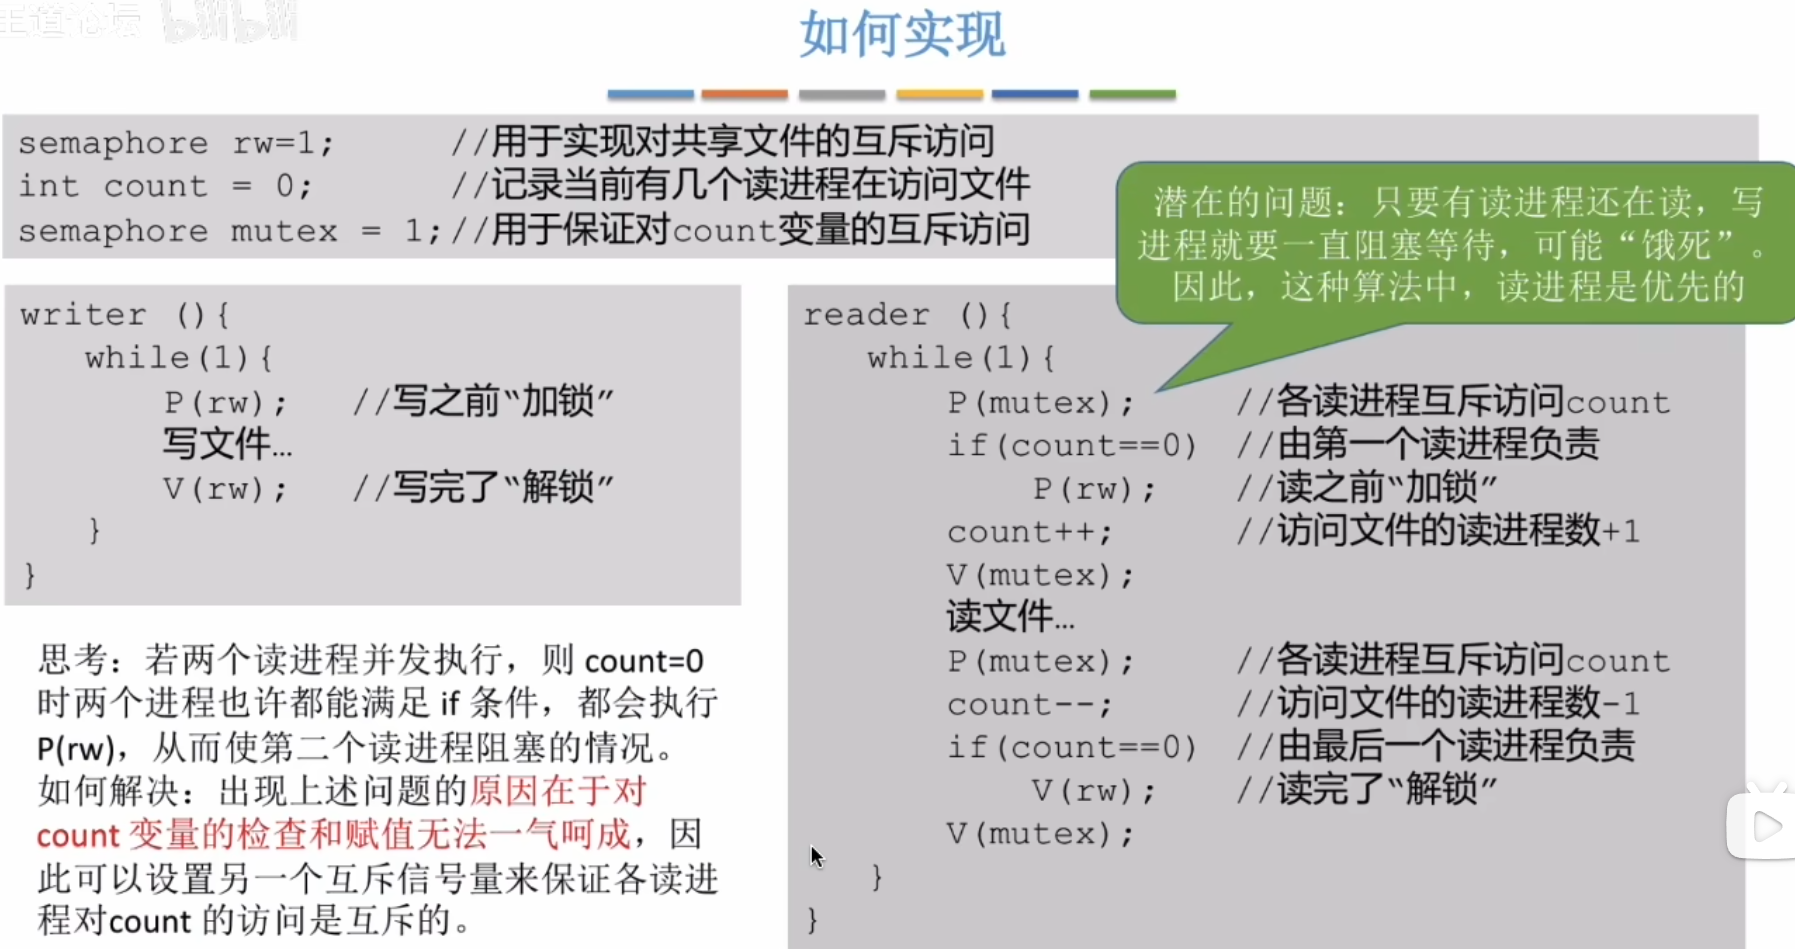 王道论坛 bilibili
如何实现
semaphore rw=1; //用于实现对共享文件的互斥访问
int count = 0; //记录当前有几个读进程在访问文件
semaphore mutex = 1;//用于保证对count变量的互斥访问
潜在的问题：只要有读进程还在读，写
进程就要一直阻塞等待，可能“饿死”。
因此，这种算法中，读进程是优先的
writer (){
while(1){
P(rw); //写之前“加锁”
写文件…
V(rw); //写完了“解锁”
}
}
思考：若两个读进程并发执行，则 count=0
时两个进程也许都能满足 if 条件，都会执行
P(rw)，从而使第二个读进程阻塞的情况。
如何解决：出现上述问题的原因在于对
count 变量的检查和赋值无法一气呵成，因
此可以设置另一个互斥信号量来保证各读进
程对count 的访问是互斥的。
reader (){
while(1){
P(mutex); //各读进程互斥访问count
if(count==0) //由第一个读进程负责
P(rw); //读之前“加锁”
count++; //访问文件的读进程数+1
V(mutex);
读文件…
P(mutex); //各读进程互斥访问count
count--; //访问文件的读进程数-1
if(count==0) //由最后一个读进程负责
V(rw); //读完了“解锁”
V(mutex);
}
}